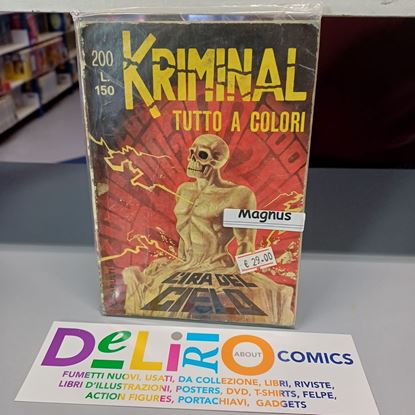 200
L.
150
KRIMINAL
TUTTO A COLORI
Magnus
€ 29.00
L'IRA DEL
CIELO
DeLiRiO
ABOUT
COMICS
FUMETTI NUOVI, USATI, DA COLLEZIONE, LIBRI, RIVISTE,
LIBRI D'ILLUSTRAZIONI, POSTERS, DVD, T-SHIRTS, FELPE,
ACTION FIGURES, PORTACHIAVI, GADGETS